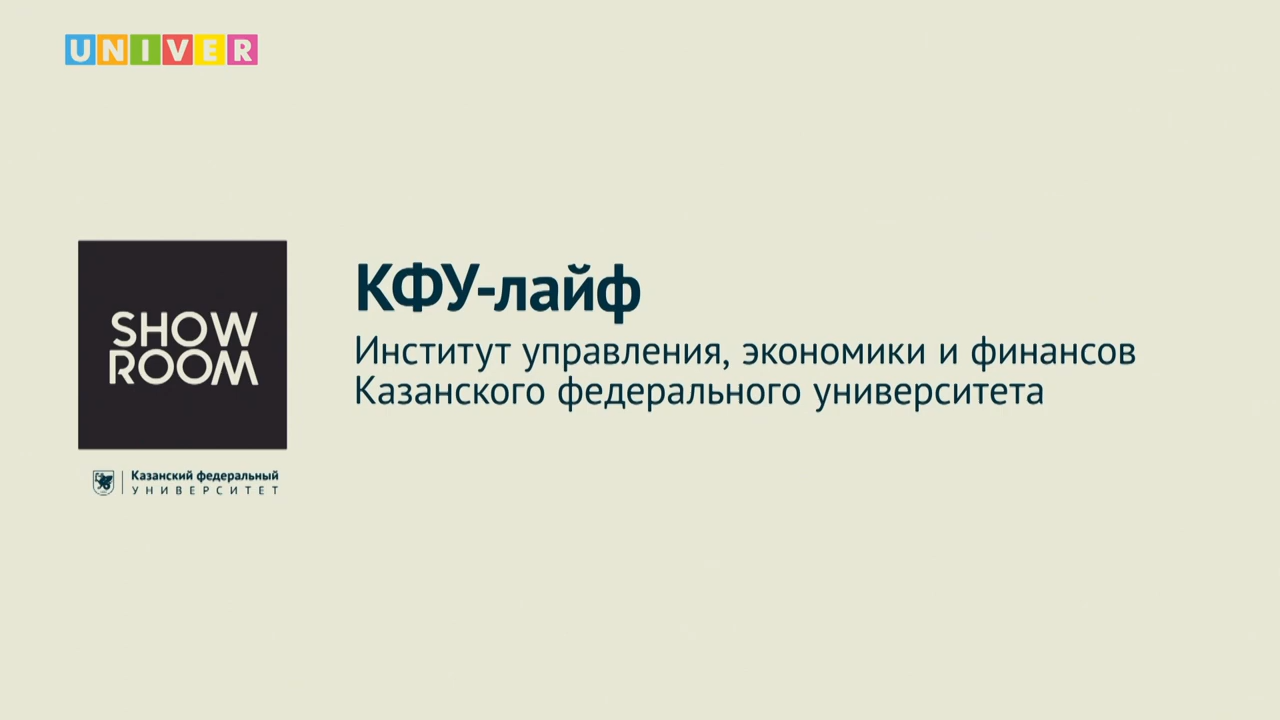 UNIVER
SHOW
ROOM
Казанский федеральный
УНИВЕРСИТЕТ
КФУ-лайф
Институт управления, экономики и финансов
Казанского федерального университета